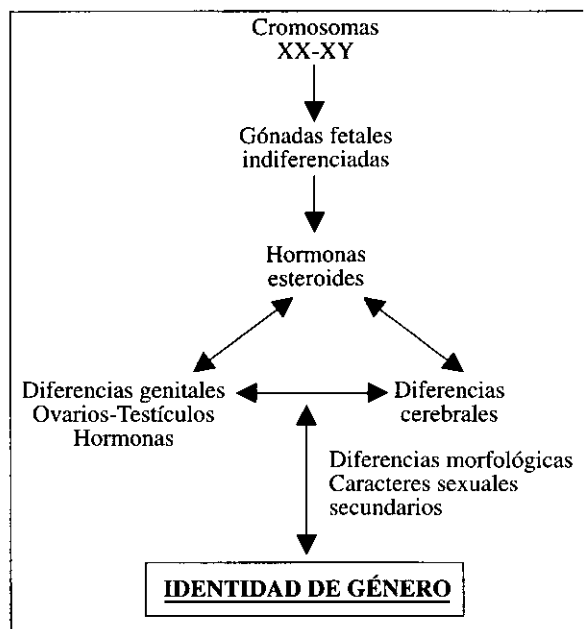 Cromosomas
XX-XY
Gónadas fetales
indiferenciadas
Hormonas
esteroides
Diferencias genitales
Ovarios-Testículos
Hormonas
Diferencias
cerebrales
Diferencias morfológicas
Caracteres sexuales
secundarios
IDENTIDAD DE GÉNERO